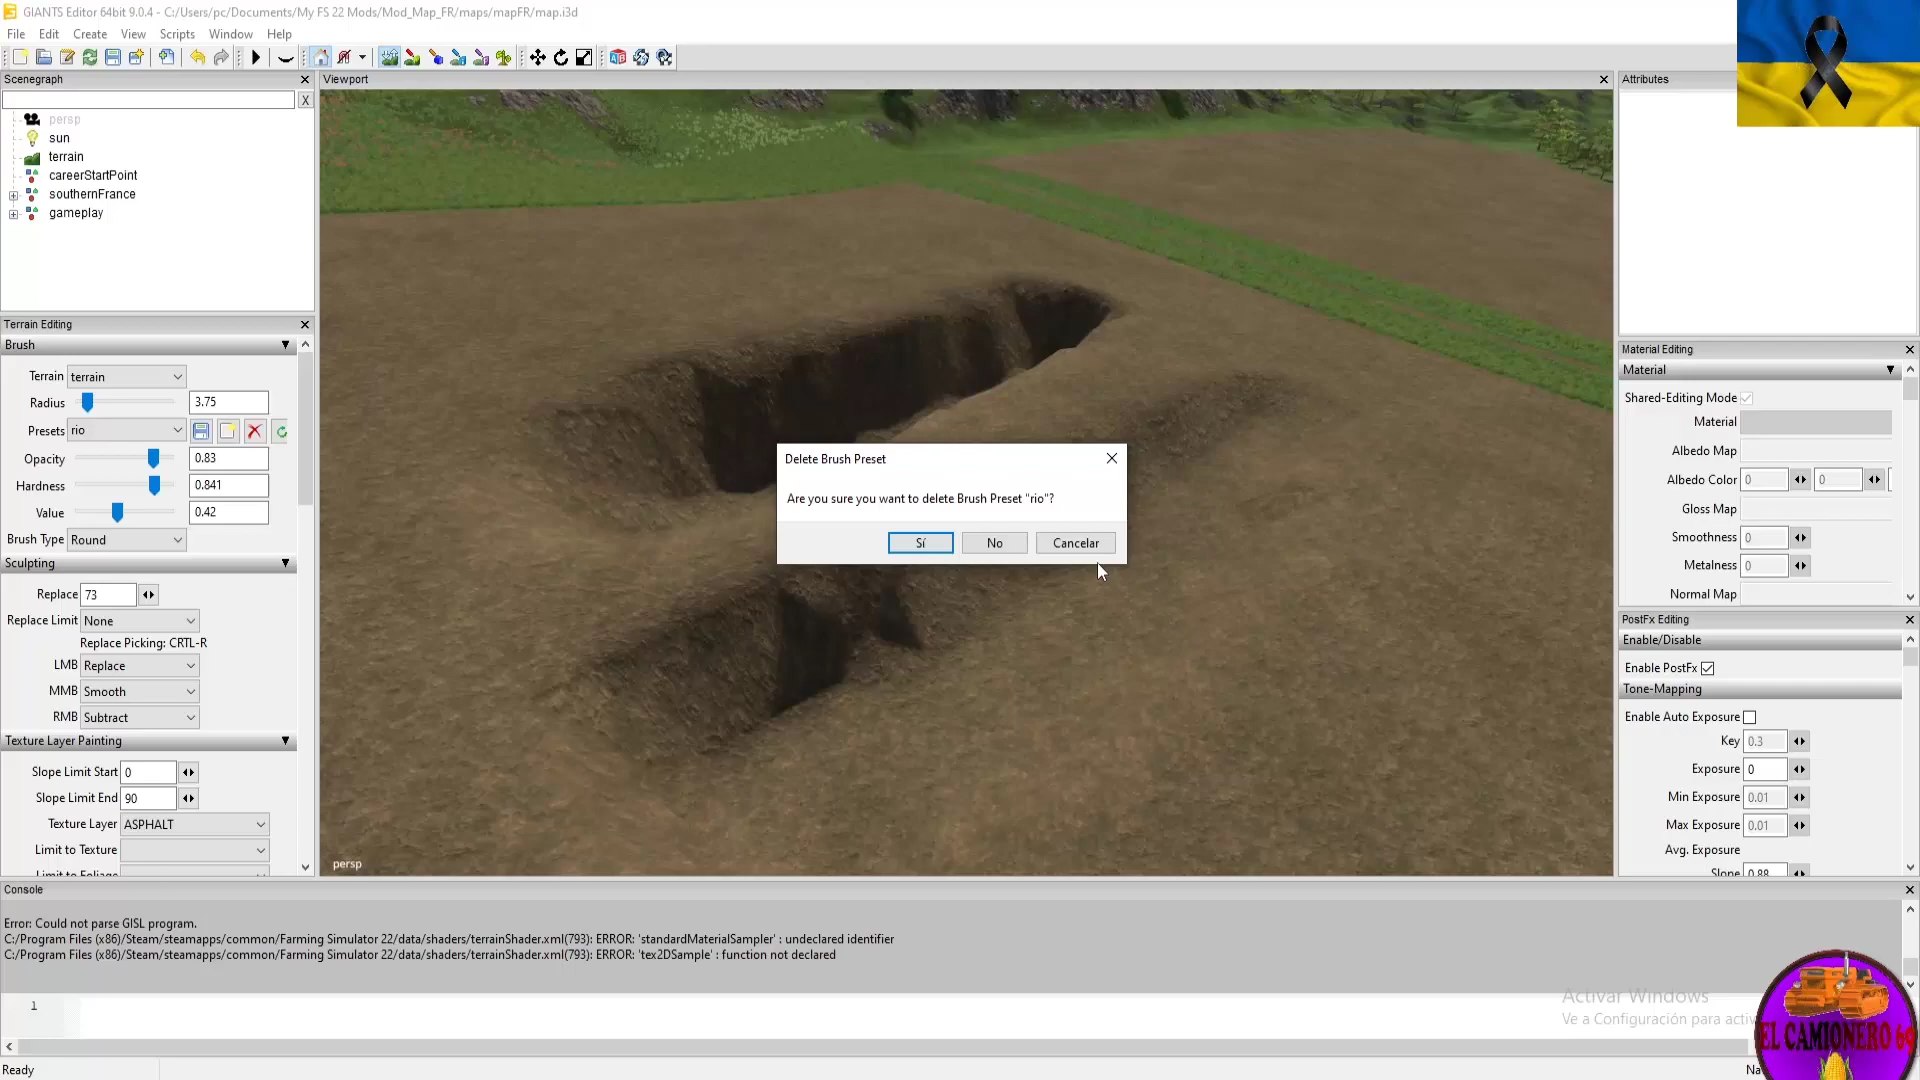 GIANTS Editor 64bit 9.0.4 - C:/Users/pc/Documents/My FS 22 Mods/Mod_Map_FR/maps/mapFR/map.i3d
File Edit Create View Scripts Window Help
Scenegraph
X
persp
sun
terrain
careerStartPoint
southernFrance
gameplay
Terrain Editing
Brush
Terrain terrain
Radius 3.75
Presets rio
Opacity 0.83
Hardness 0.841
Value 0.42
Brush Type Round
Sculpting
Replace 73
Replace Limit None
Replace Picking: CRTL-R
LMB Replace
MMB Smooth
RMB Subtract
Texture Layer Painting
Slope Limit Start 0
Slope Limit End 90
Texture Layer ASPHALT
Limit to Texture
Limit to Foliage
Viewport
persp
Delete Brush Preset
Are you sure you want to delete Brush Preset "rio"?
Sí No Cancelar
Attributes
Material Editing
Material
Shared-Editing Mode
Material
Albedo Map
Albedo Color 0 0
Gloss Map
Smoothness 0
Metalness 0
Normal Map
PostFx Editing
Enable/Disable
Enable PostFx
Tone-Mapping
Enable Auto Exposure
Key 0.3
Exposure 0
Min Exposure 0.01
Max Exposure 0.01
Avg. Exposure
Slope 0.88
Console
Error: Could not parse GISL program.
C:/Program Files (x86)/Steam/steamapps/common/Farming Simulator 22/data/shaders/terrainShader.xml(793): ERROR: 'standardMaterialSampler' : undeclared identifier
C:/Program Files (x86)/Steam/steamapps/common/Farming Simulator 22/data/shaders/terrainShader.xml(793): ERROR: 'tex2DSample' : function not declared
1
Activar Windows
Ve a Configuración para activ
EL CAMIONERO 69
Ready
Na